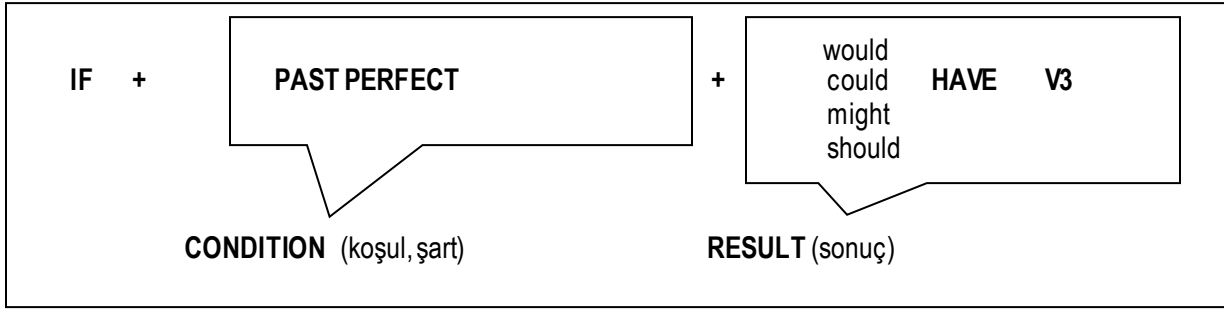 would
IF + PAST PERFECT + could HAVE V3
might
should
CONDITION (koşul, şart) RESULT (sonuç)